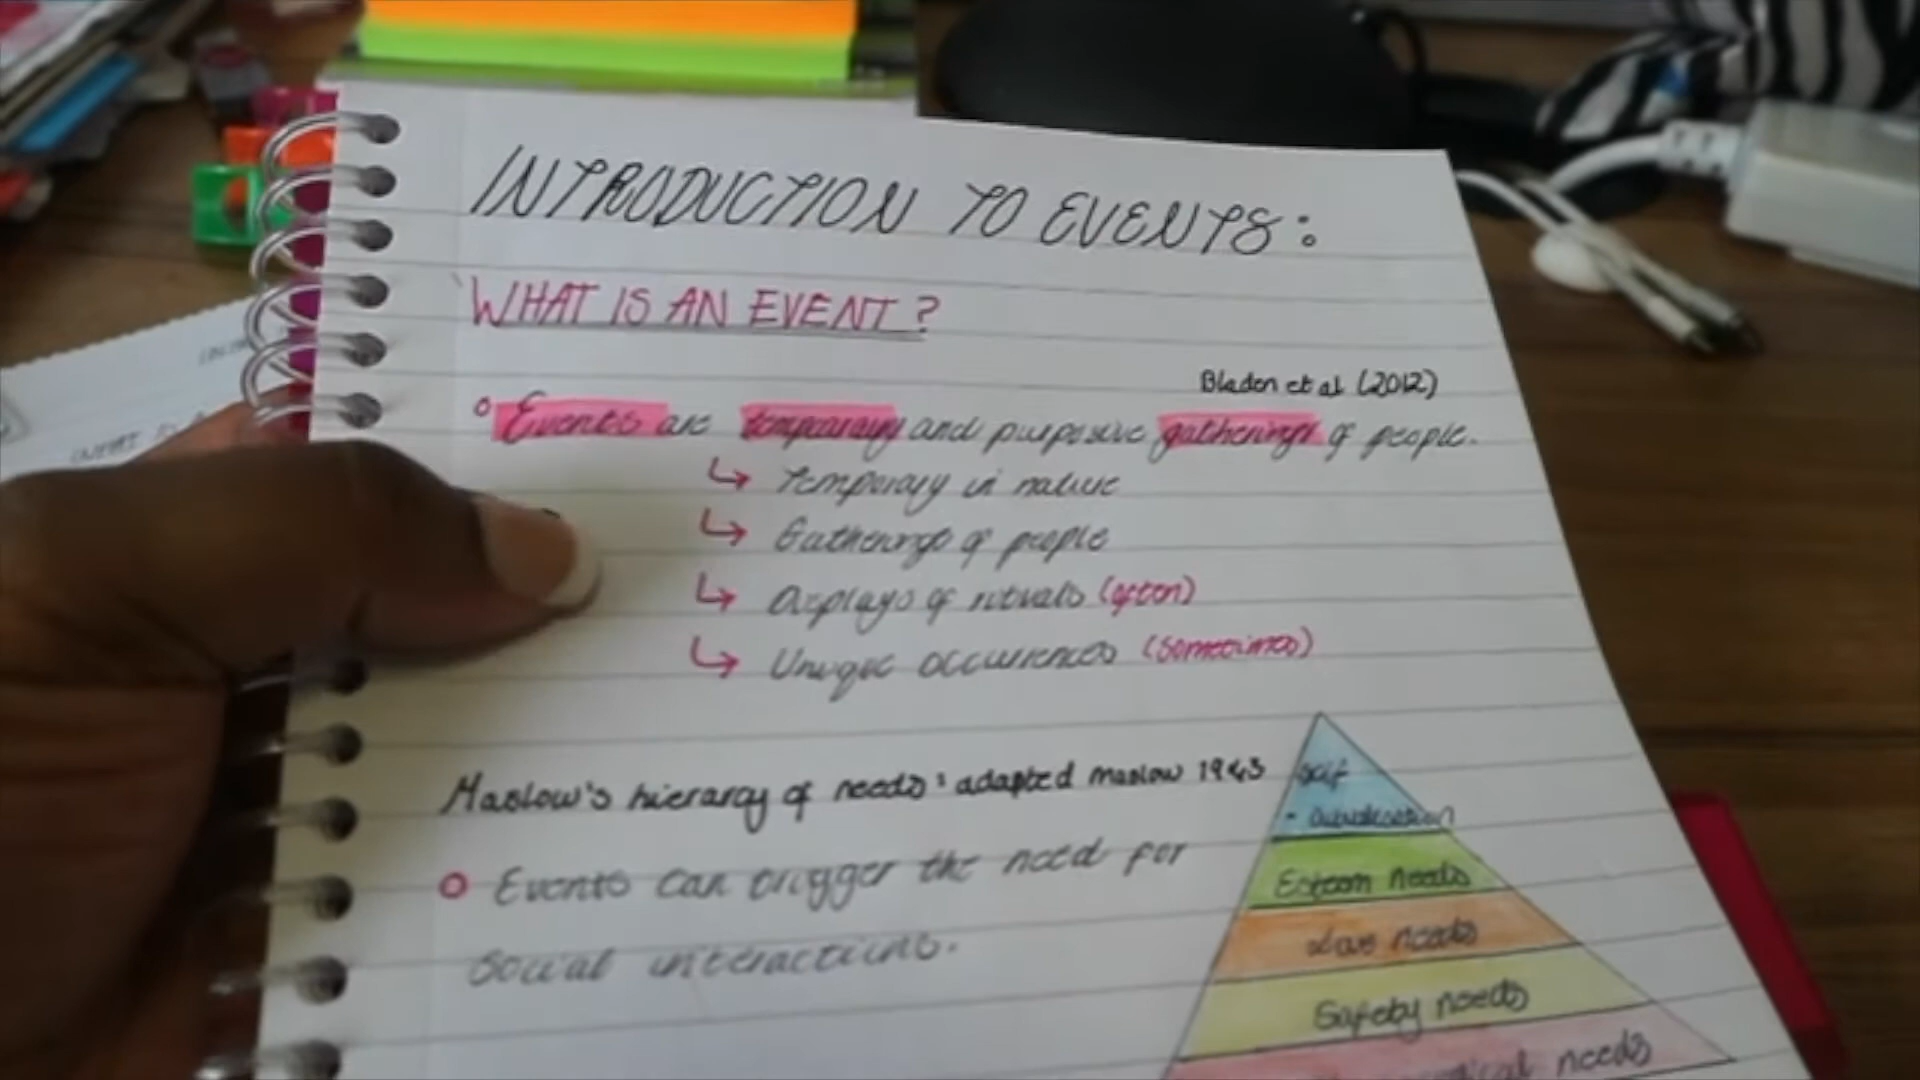 INTRODUCTION TO EVENTS:
WHAT IS AN EVENT?
Bladen et al (2012)
Events are temporary and purposive gatherings of people.
Temporary in nature
Gatherings of people
Displays of rituals (often)
Unique occurrences (sometimes)
Maslow's hierarcy of needs: adapted maslow 1943
Events can trigger the need for
social interactions.
Self
Esteem needs
Love needs
Safety needs
needs